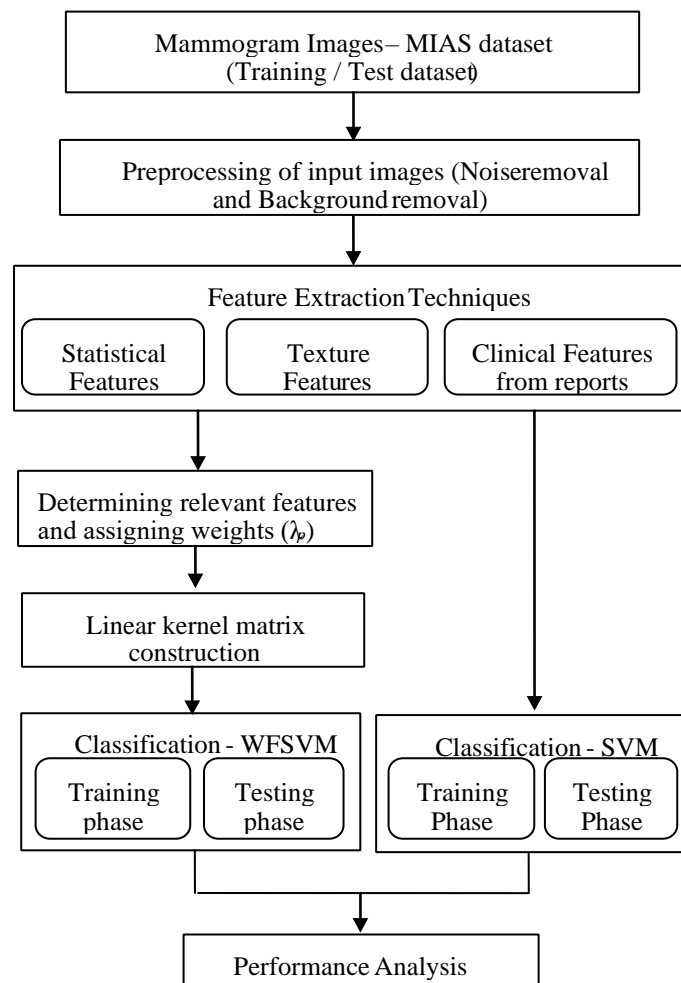 Mammogram Images – MIAS dataset
(Training / Test dataset)
Preprocessing of input images (Noiseremoval
and Background removal)
Feature Extraction Techniques
Statistical
Features
Texture
Features
Clinical Features
from reports
Determining relevant features
and assigning weights (λp)
Linear kernel matrix
construction
Classification - WFSVM
Training
phase
Testing
phase
Classification - SVM
Training
Phase
Testing
Phase
Performance Analysis